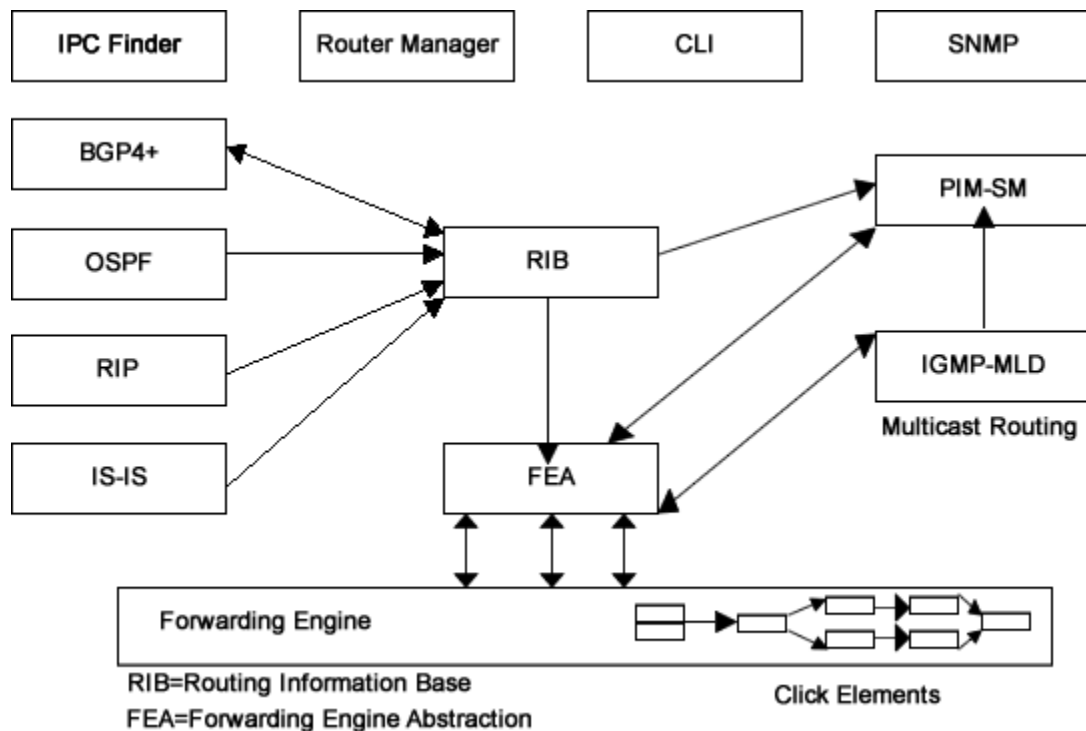 IPC Finder
Router Manager
CLI
SNMP
BGP4+
PIM-SM
OSPF
RIB
RIP
IGMP-MLD
Multicast Routing
IS-IS
FEA
Forwarding Engine
RIB=Routing Information Base
Click Elements
FEA=Forwarding Engine Abstraction